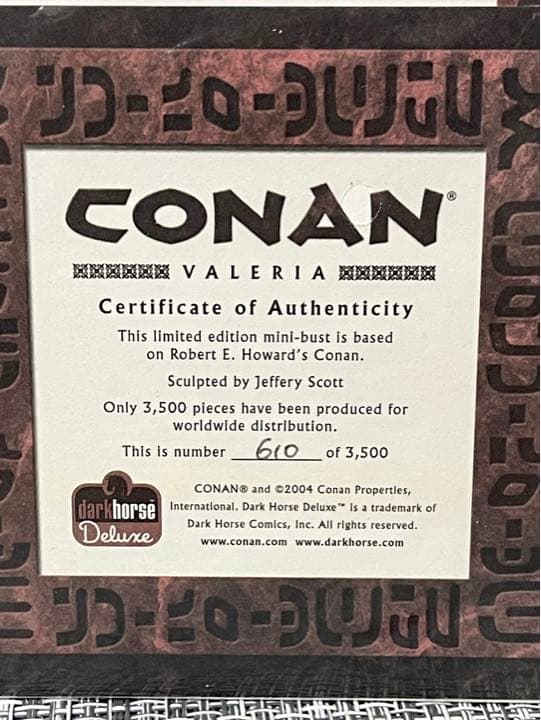 CONAN®
VALERIA
Certificate of Authenticity
This limited edition mini-bust is based
on Robert E. Howard's Conan.
Sculpted by Jeffery Scott
Only 3,500 pieces have been produced for
worldwide distribution.
This is number 610 of 3,500
darkhorse
Deluxe
CONAN® and ©2004 Conan Properties,
International. Dark Horse Deluxe™ is a trademark of
Dark Horse Comics, Inc. All rights reserved.
www.conan.com www.darkhorse.com